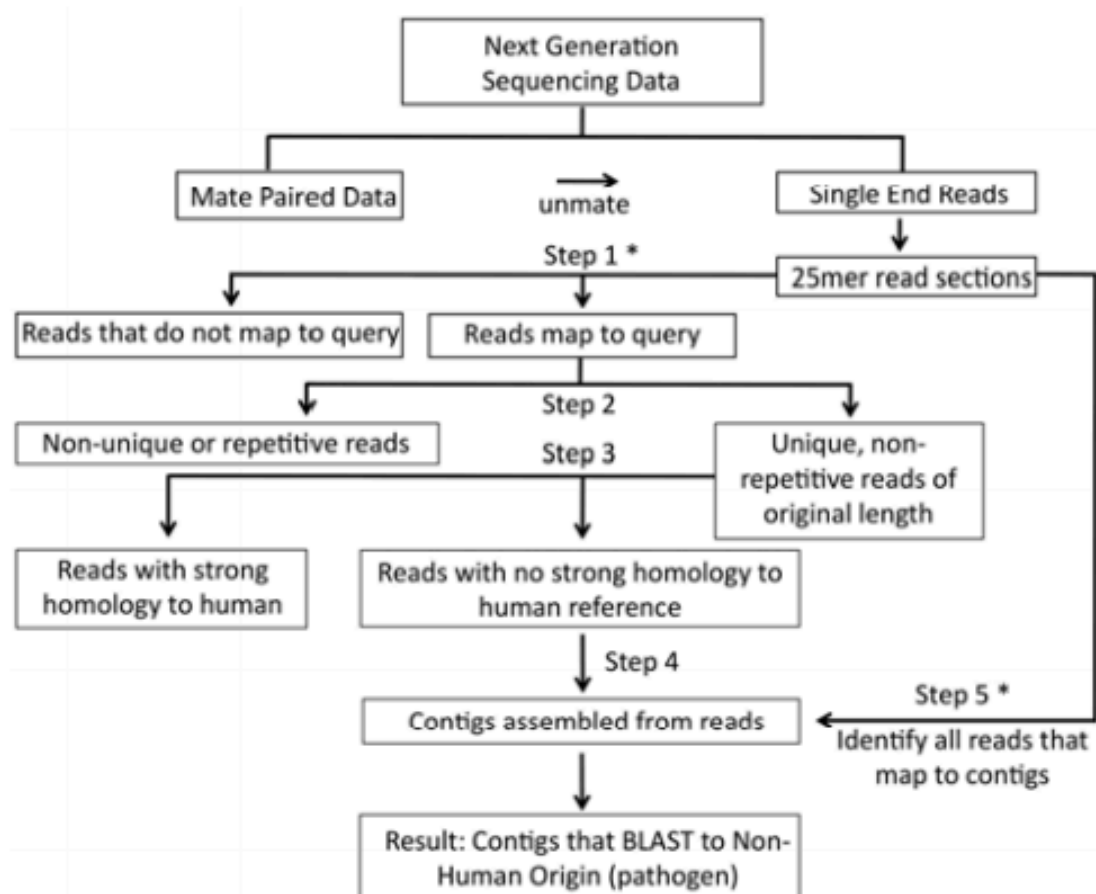 Next Generation
Sequencing Data
Mate Paired Data
unmate
Single End Reads
Step 1 *
25mer read sections
Reads that do not map to query
Reads map to query
Step 2
Non-unique or repetitive reads
Unique, non-
repetitive reads of
original length
Step 3
Reads with strong
homology to human
Reads with no strong homology to
human reference
Step 4
Contigs assembled from reads
Step 5 *
Identify all reads that
map to contigs
Result: Contigs that BLAST to Non-
Human Origin (pathogen)